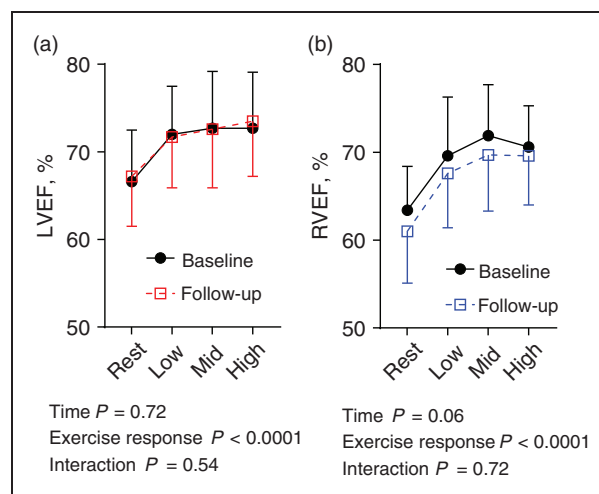 (a)
80
70
60
50
LVEF, %
Baseline
Follow-up
Rest
Low
Mid
High
Time P = 0.72
Exercise response P < 0.0001
Interaction P = 0.54
(b)
80
70
60
50
RVEF, %
Baseline
Follow-up
Rest
Low
Mid
High
Time P = 0.06
Exercise response P < 0.0001
Interaction P = 0.72